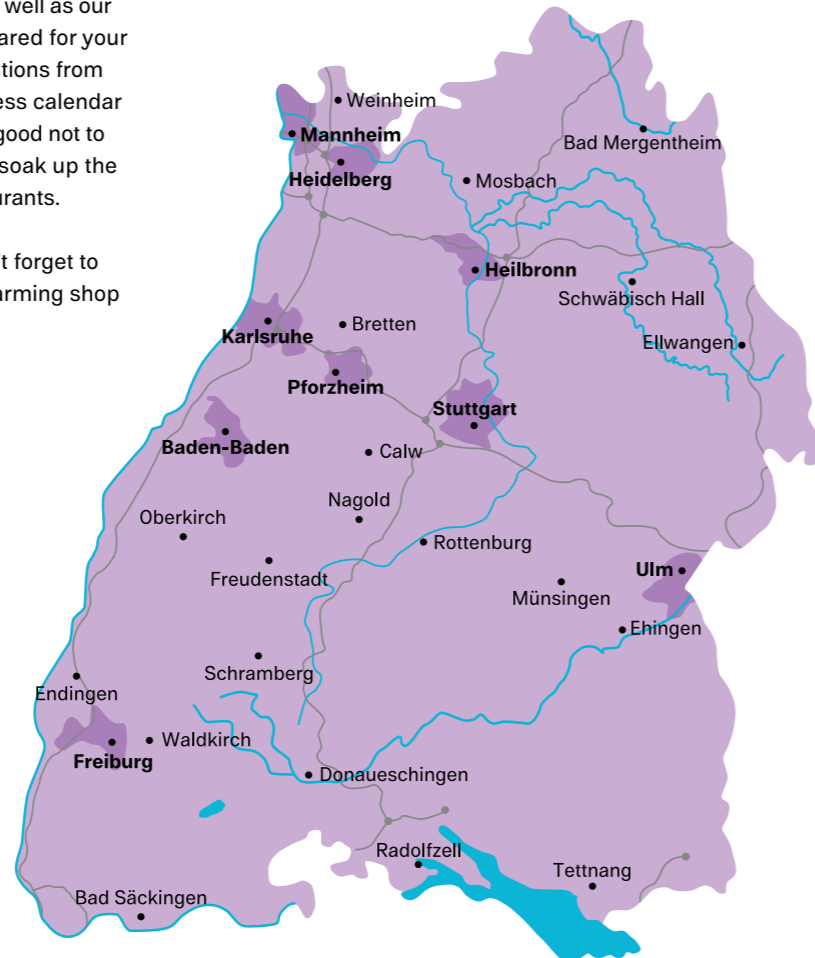 well as our
ared for your
tions from
ess calendar
good not to
soak up the
urants.
't forget to
arming shop
Weinheim
Mannheim
Bad Mergentheim
Heidelberg
Mosbach
Heilbronn
Schwäbisch Hall
Karlsruhe
Bretten
Ellwangen
Pforzheim
Stuttgart
Baden-Baden
Calw
Nagold
Oberkirch
Rottenburg
Freudenstadt
Ulm
Münsingen
Ehingen
Schramberg
Endingen
Waldkirch
Freiburg
Donaueschingen
Radolfzell
Tettnang
Bad Säckingen